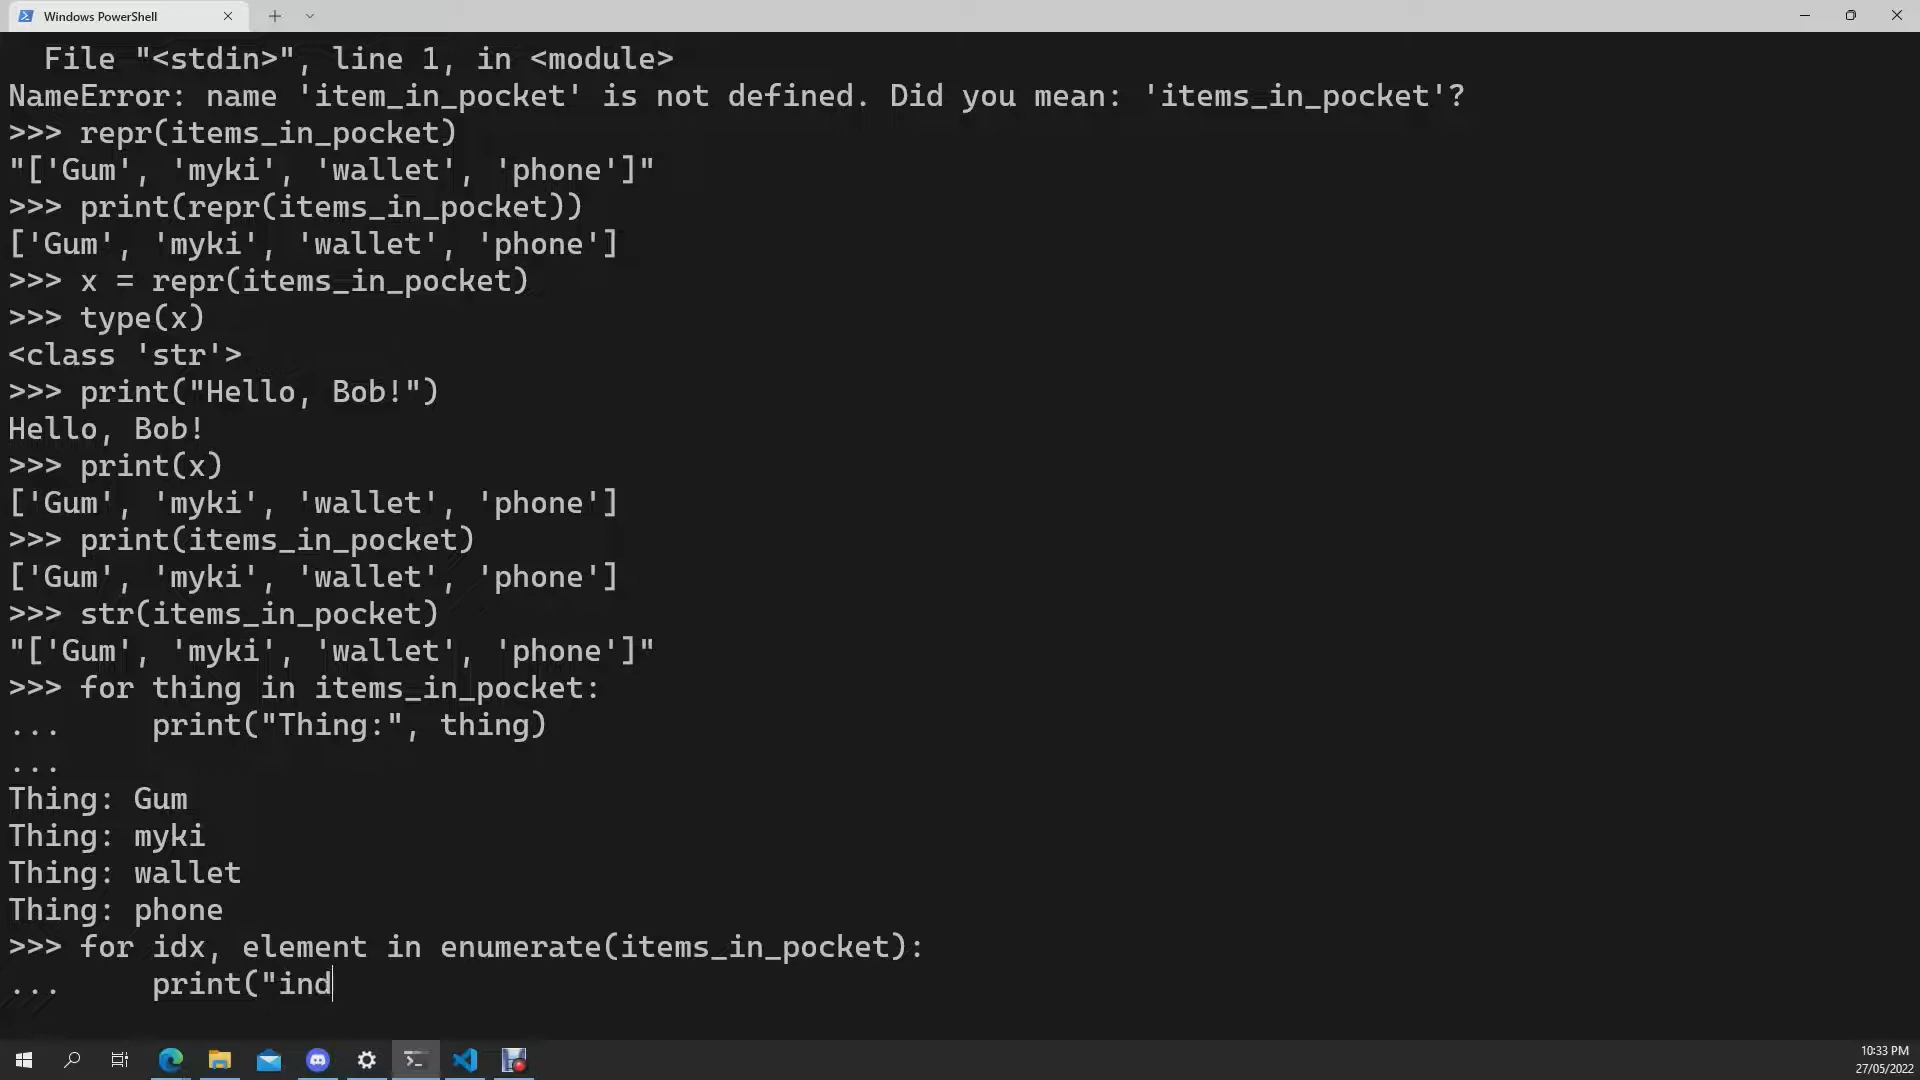 Windows PowerShell
  File "<stdin>", line 1, in <module>
NameError: name 'item_in_pocket' is not defined. Did you mean: 'items_in_pocket'?
>>> repr(items_in_pocket)
"['Gum', 'myki', 'wallet', 'phone']"
>>> print(repr(items_in_pocket))
['Gum', 'myki', 'wallet', 'phone']
>>> x = repr(items_in_pocket)
>>> type(x)
<class 'str'>
>>> print("Hello, Bob!")
Hello, Bob!
>>> print(x)
['Gum', 'myki', 'wallet', 'phone']
>>> print(items_in_pocket)
['Gum', 'myki', 'wallet', 'phone']
>>> str(items_in_pocket)
"['Gum', 'myki', 'wallet', 'phone']"
>>> for thing in items_in_pocket:
...     print("Thing:", thing)
...
Thing: Gum
Thing: myki
Thing: wallet
Thing: phone
>>> for idx, element in enumerate(items_in_pocket):
...     print("ind
10:33 PM
27/05/2022